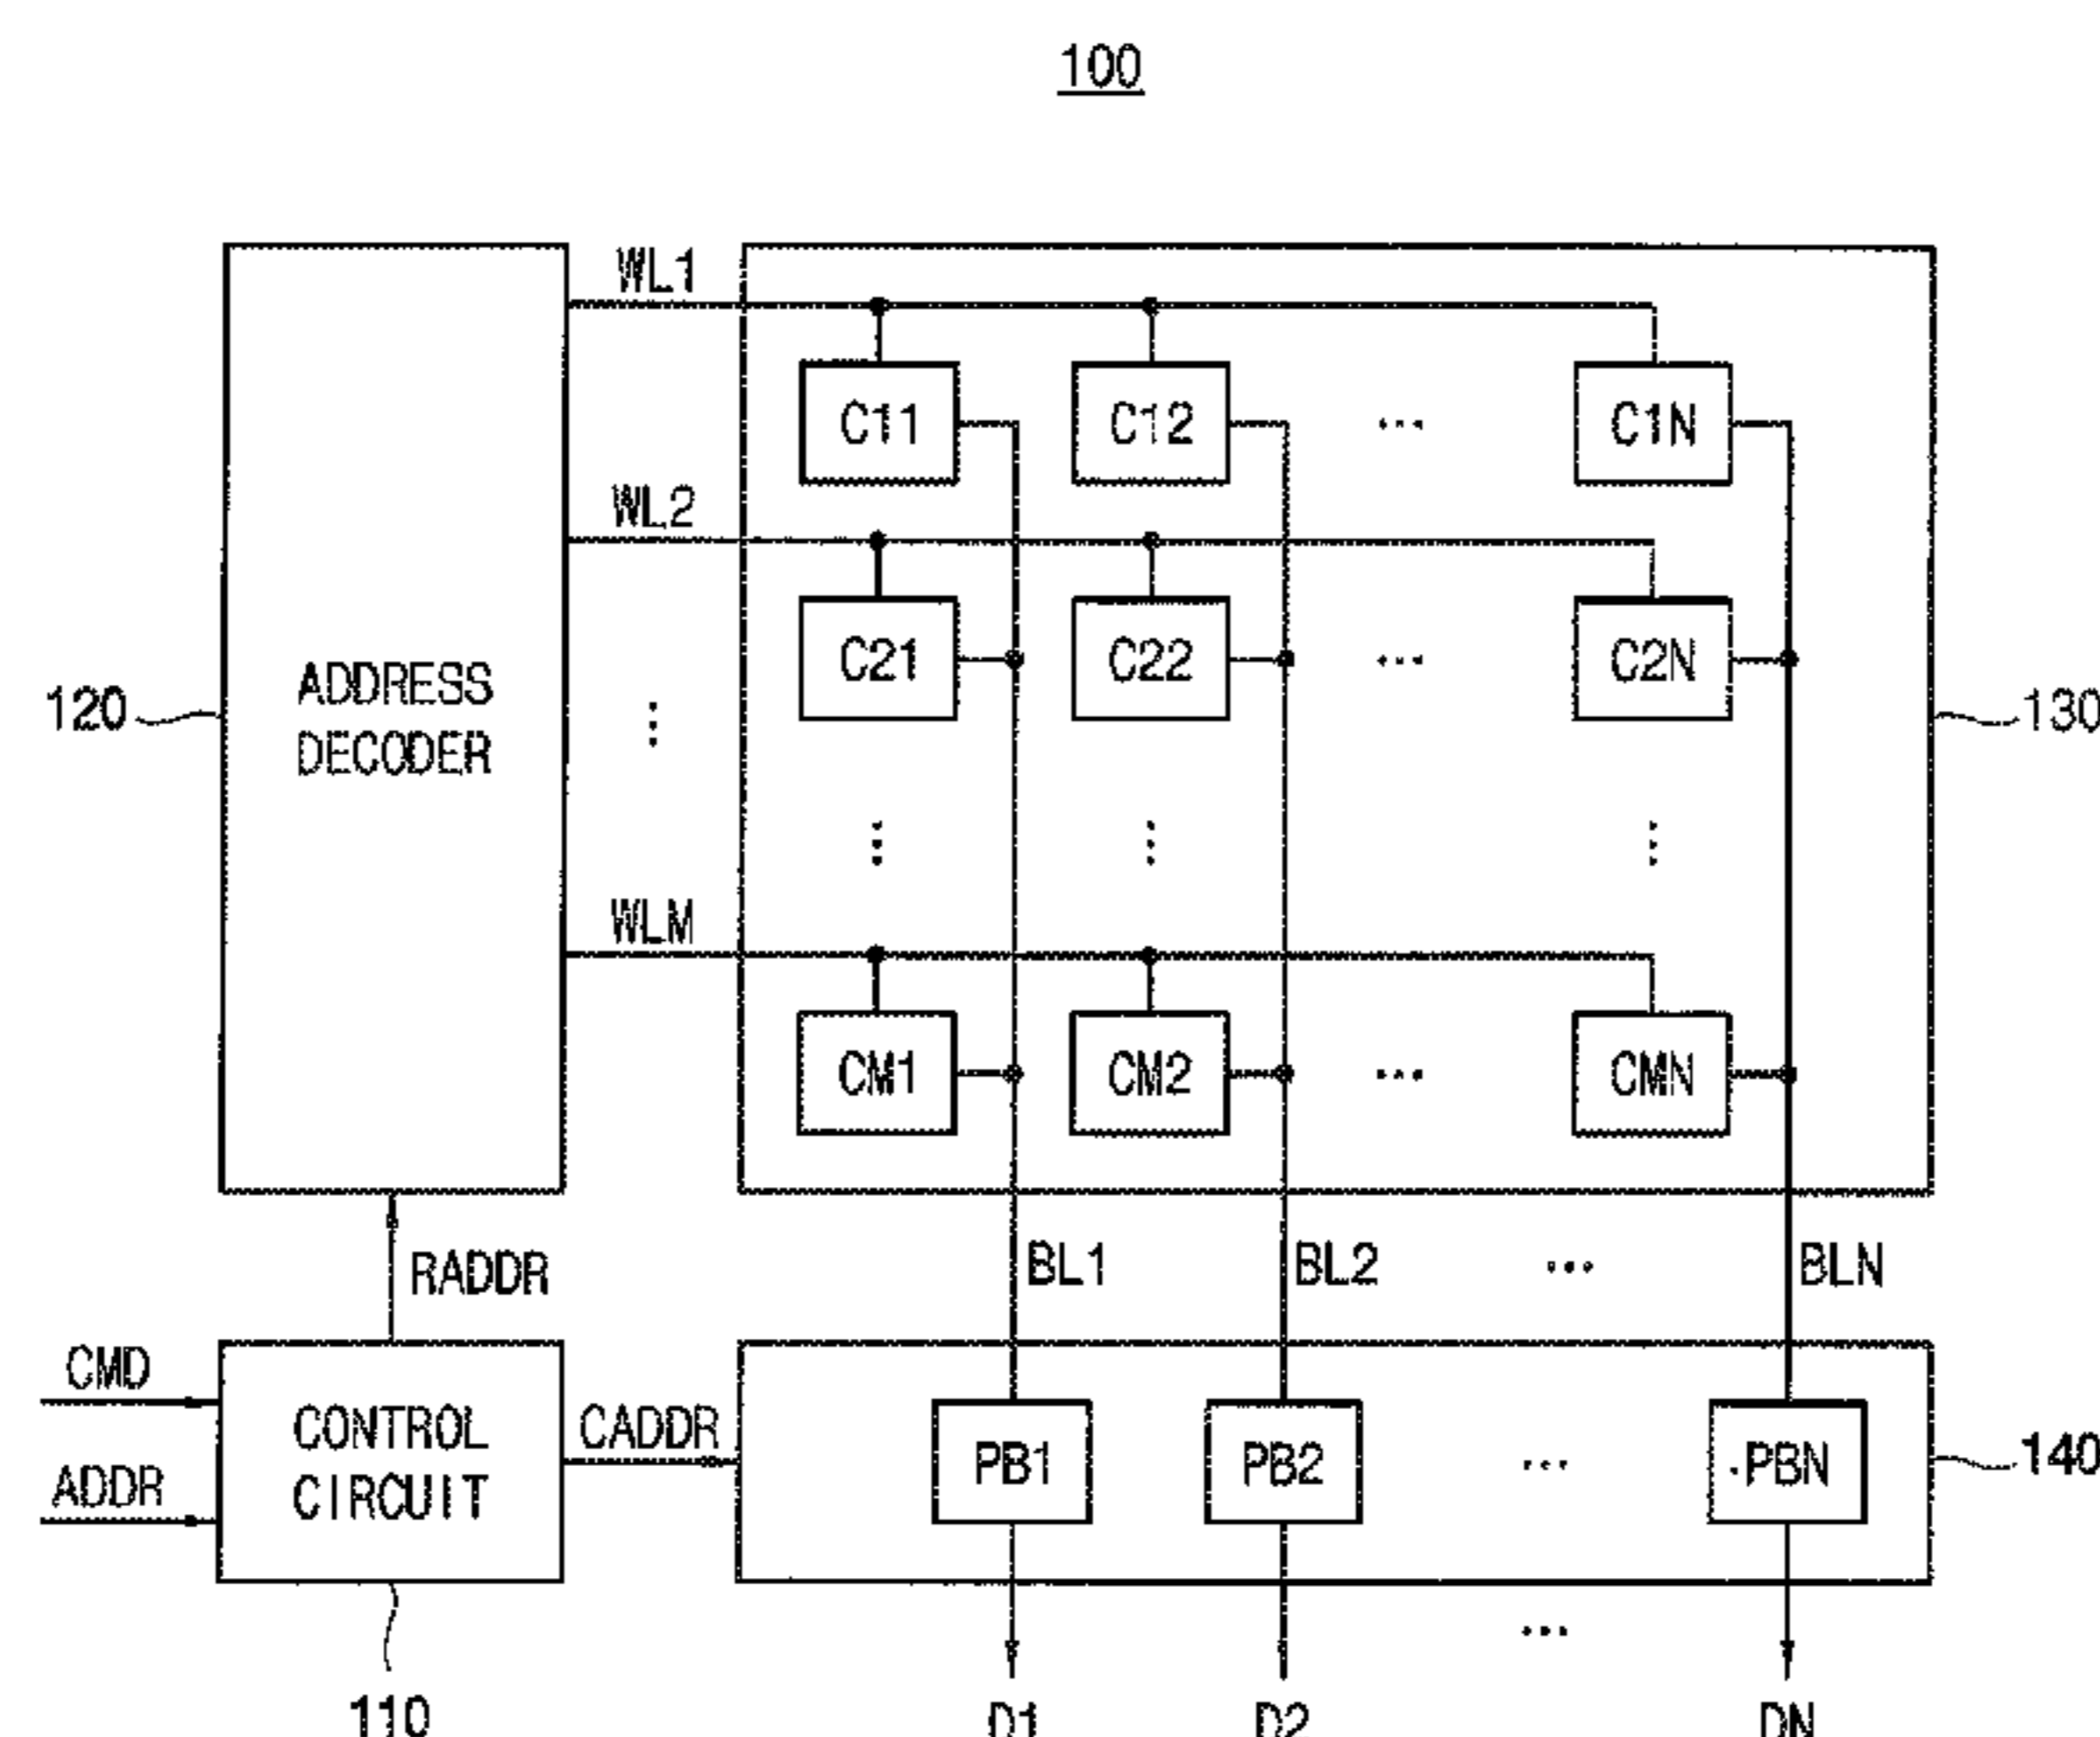 100
WL1
C11 C12 ... C1N
WL2
C21 C22 ... C2N
120 ADDRESS DECODER 130
WLM
CM1 CM2 ... CMN
RADDR BL1 BL2 ... BLN
CMD
CONTROL CIRCUIT CADDR PB1 PB2 ... PBN 140
ADDR
110 D1 D2 ... DN